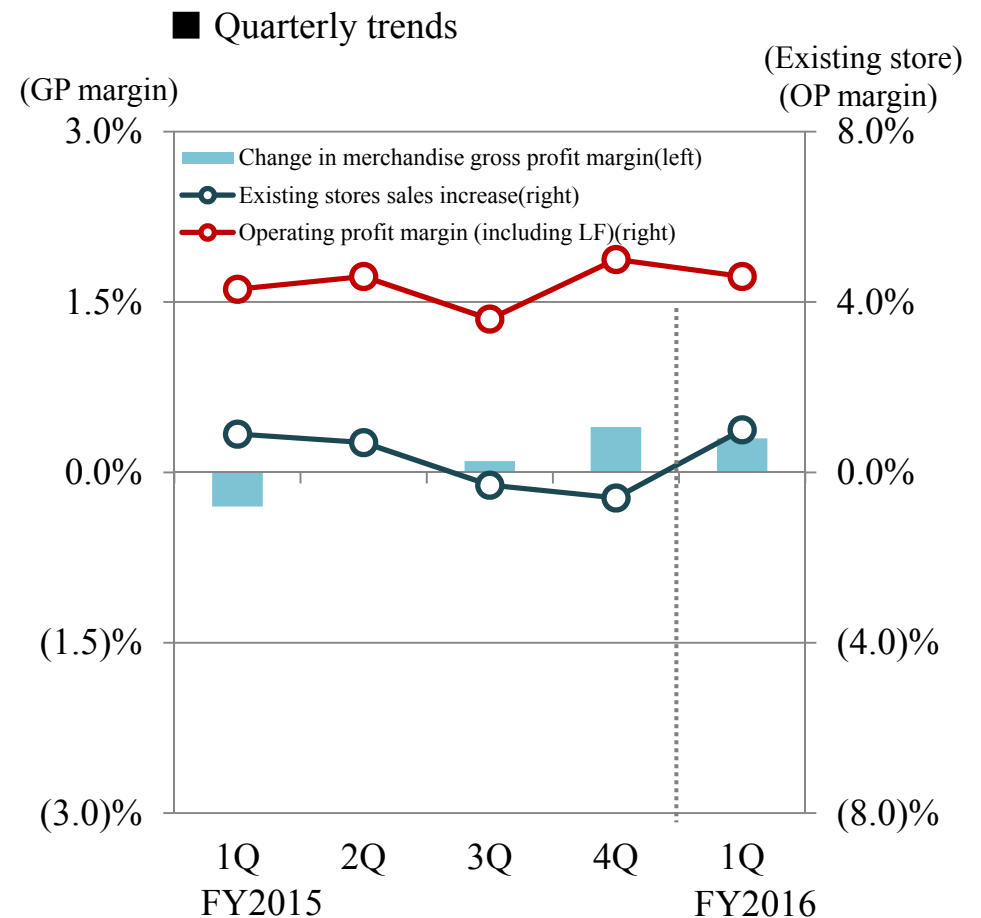 ■ Quarterly trends
(Existing store)
(GP margin)
(OP margin)
3.0%
8.0%
Change in merchandise gross profit margin(left)
Existing stores sales increase(right)
Operating profit margin (including LF)(right)
1.5%
4.0%
0.0%
0.0%
(1.5)%
(4.0)%
(3.0)%
(8.0)%
1Q 2Q 3Q 4Q 1Q
FY2015 FY2016